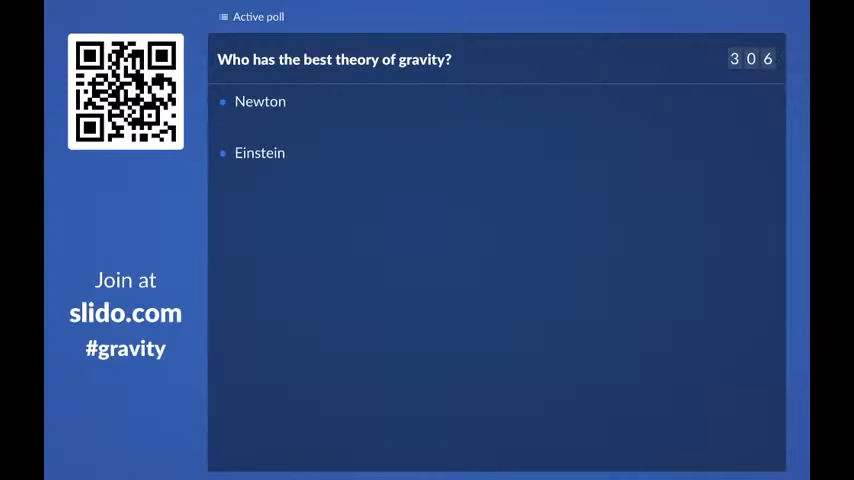 Active poll
Who has the best theory of gravity?
306
Newton
Einstein
Join at
slido.com
#gravity